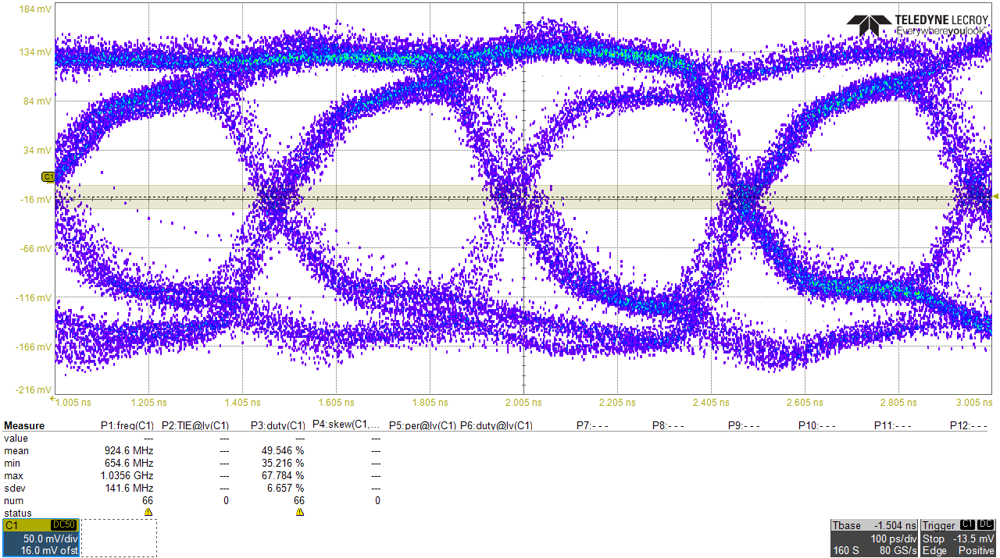 184 mV
TELEDYNE LECROY
Everywhereyoulook
134 mV
84 mV
34 mV
C1
-16 mV
-66 mV
-116 mV
-166 mV
-216 mV
1.005 ns 1.205 ns 1.405 ns 1.605 ns 1.805 ns 2.005 ns 2.205 ns 2.405 ns 2.605 ns 2.805 ns 3.005 ns
Measure P1:freq(C1) P2:TIE@lv(C1) P3:duty(C1) P4:skew(C1,... P5:per@lv(C1) P6:duty@lv(C1) P7:- - - P8:- - - P9:- - - P10:- - - P11:- - - P12:- - -
value --- --- --- ---
mean 924.6 MHz --- 49.546 % ---
min 654.6 MHz --- 35.216 % ---
max 1.0356 GHz --- 67.784 % ---
sdev 141.6 MHz --- 6.657 % ---
num 66 0 66 0
status
C1 DC50
50.0 mV/div
16.0 mV ofst
Tbase -1.504 ns
100 ps/div
160 S 80 GS/s
Trigger C1 DC
Stop -13.5 mV
Edge Positive